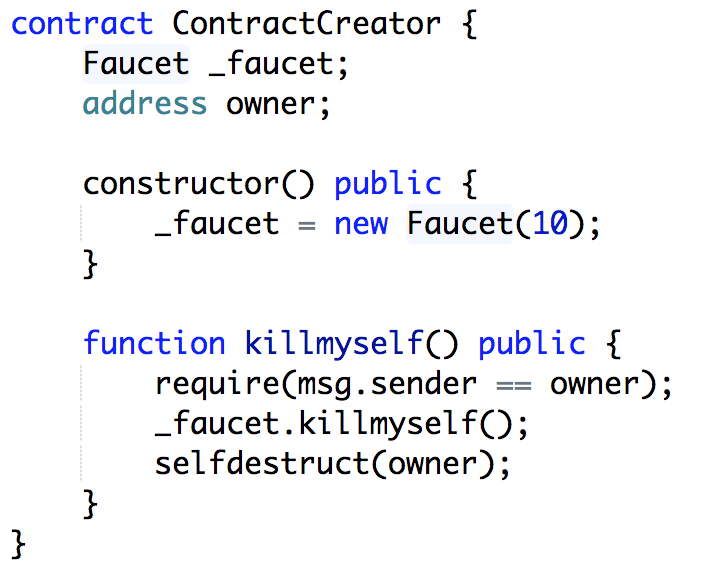 contract ContractCreator {
    Faucet _faucet;
    address owner;

    constructor() public {
        _faucet = new Faucet(10);
    }

    function killmyself() public {
        require(msg.sender == owner);
        _faucet.killmyself();
        selfdestruct(owner);
    }
}